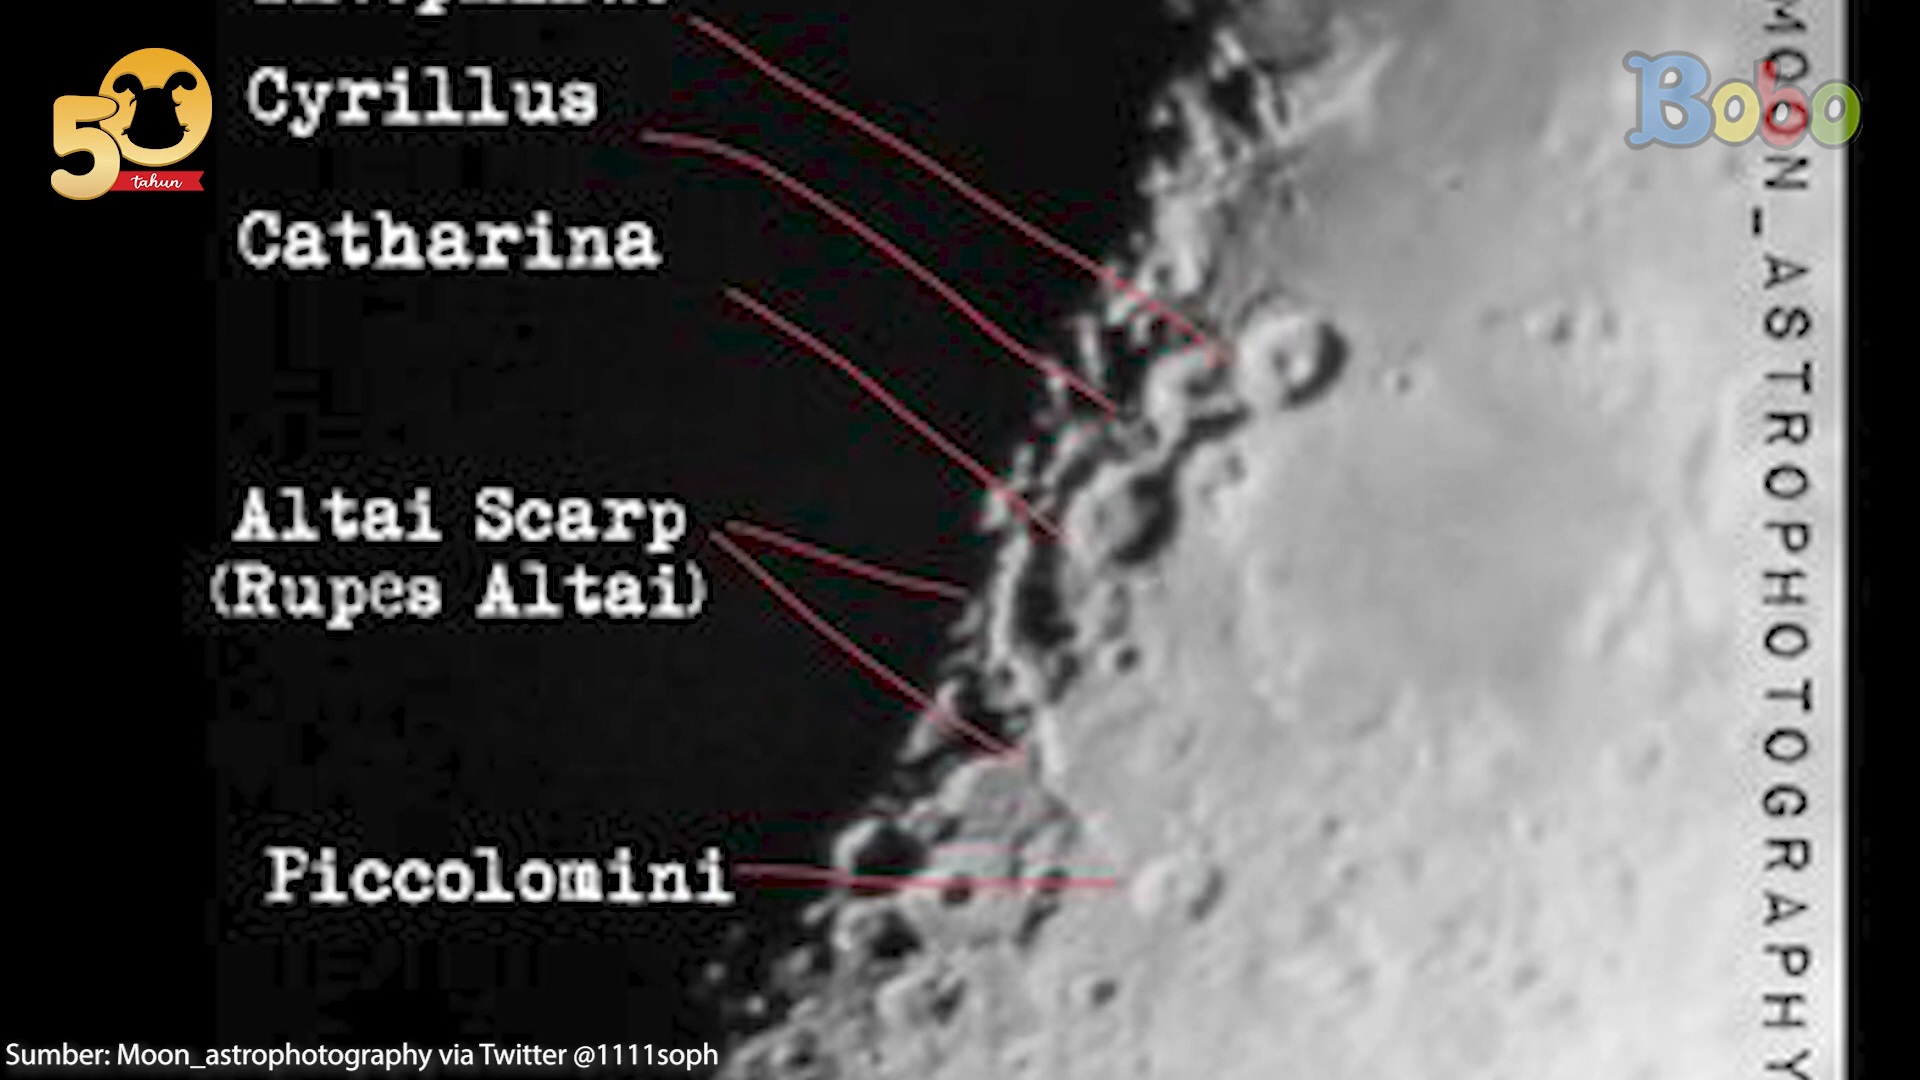 50
tahun
Bobo
Cyrillus
Catharina
Altai Scarp
(Rupes Altai)
Piccolomini
MOON_ASTROPHOTOGRAPHY
Sumber: Moon_astrophotography via Twitter @1111soph